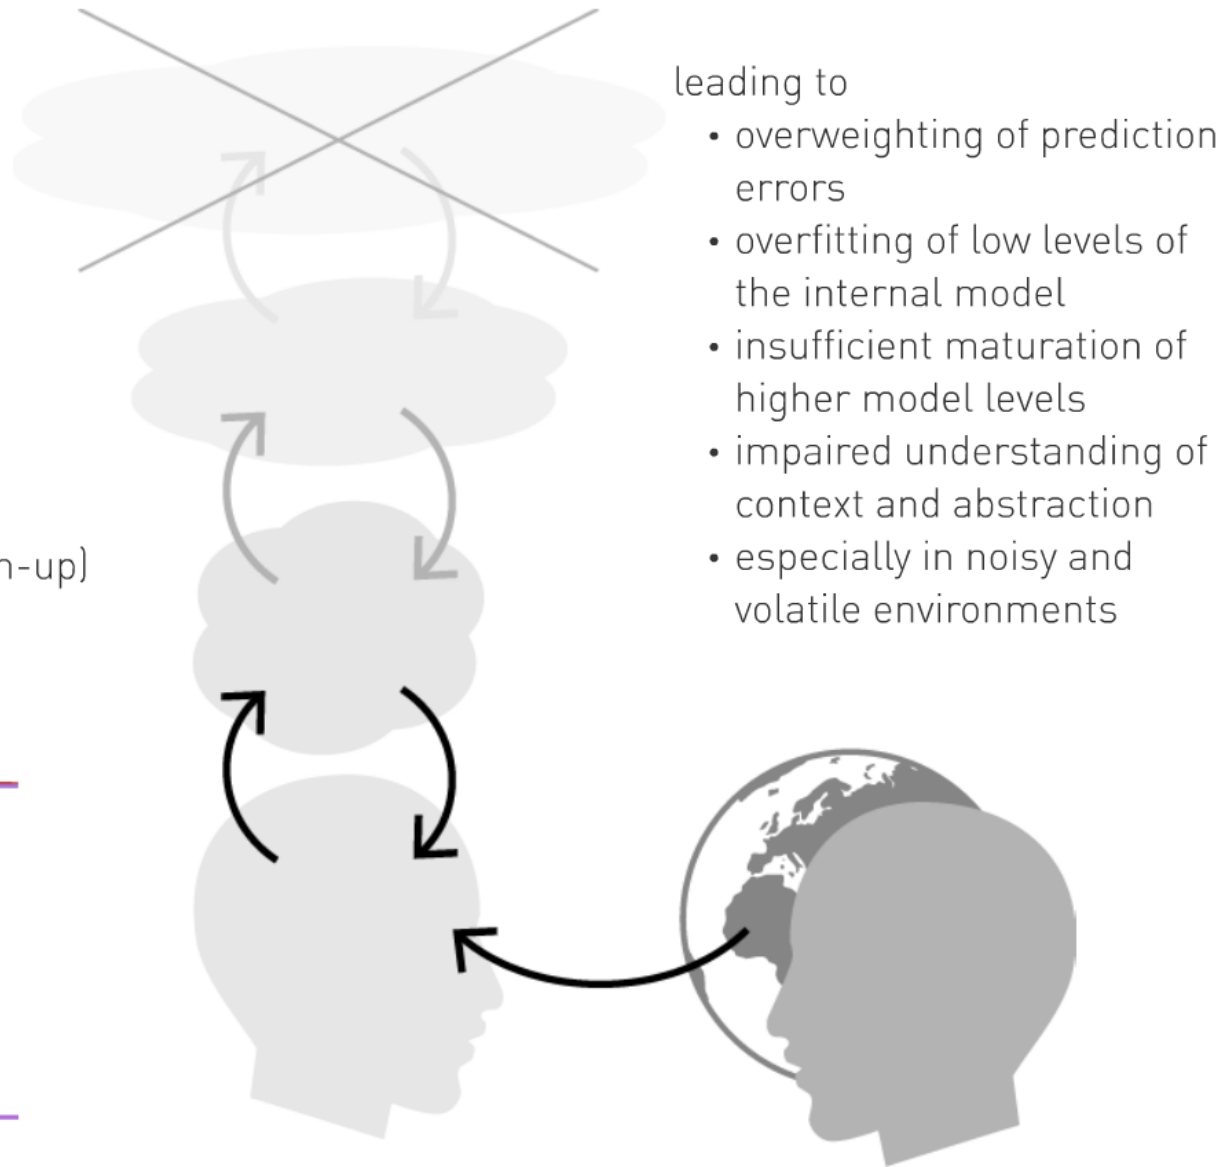 leading to
• overweighting of prediction
errors
• overfitting of low levels of
the internal model
• insufficient maturation of
higher model levels
• impaired understanding of
context and abstraction
n-up)
• especially in noisy and
volatile environments